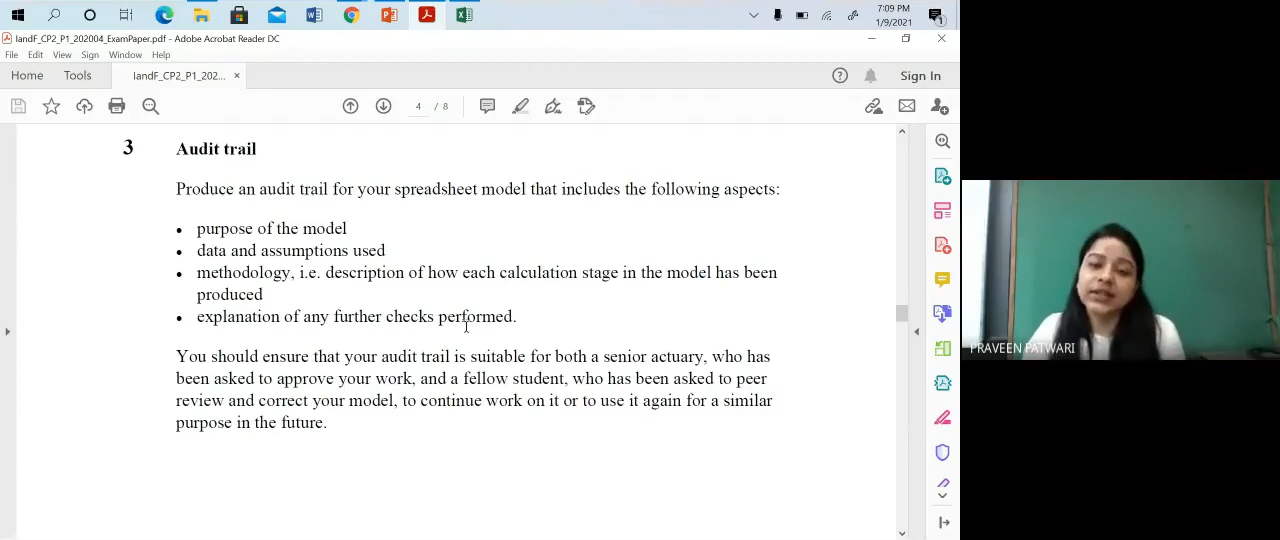 7:09 PM
1/9/2021
IandF_CP2_P1_202004_ExamPaper.pdf - Adobe Acrobat Reader DC
File Edit View Sign Window Help
Home Tools IandF_CP2_P1_202... × Sign In
4 / 8
3 Audit trail
Produce an audit trail for your spreadsheet model that includes the following aspects:
• purpose of the model
• data and assumptions used
• methodology, i.e. description of how each calculation stage in the model has been
produced
• explanation of any further checks performed.
You should ensure that your audit trail is suitable for both a senior actuary, who has
been asked to approve your work, and a fellow student, who has been asked to peer
review and correct your model, to continue work on it or to use it again for a similar
purpose in the future.
PRAVEEN PATWARI